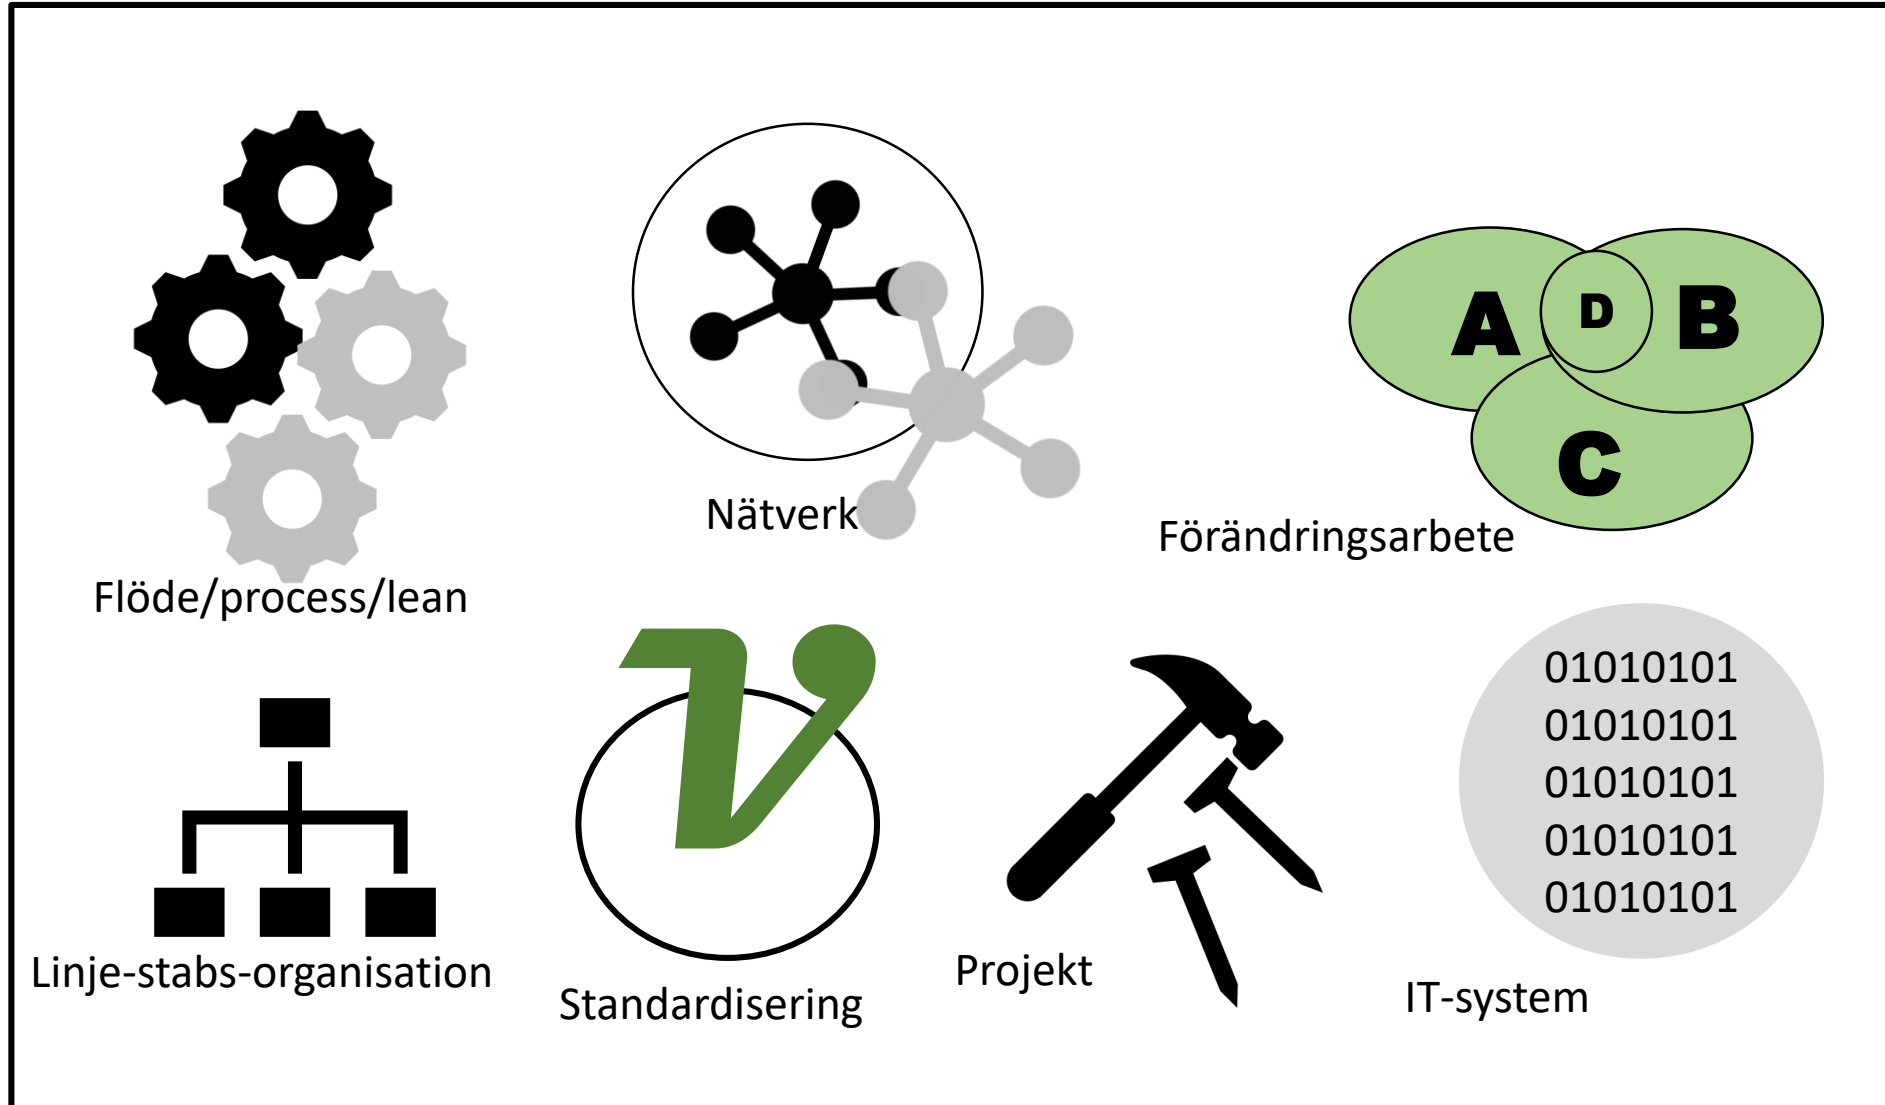 A
D
B
C
Nätverk
Förändringsarbete
Flöde/process/lean
01010101
01010101
01010101
01010101
01010101
Linje-stabs-organisation
Standardisering
Projekt
IT-system